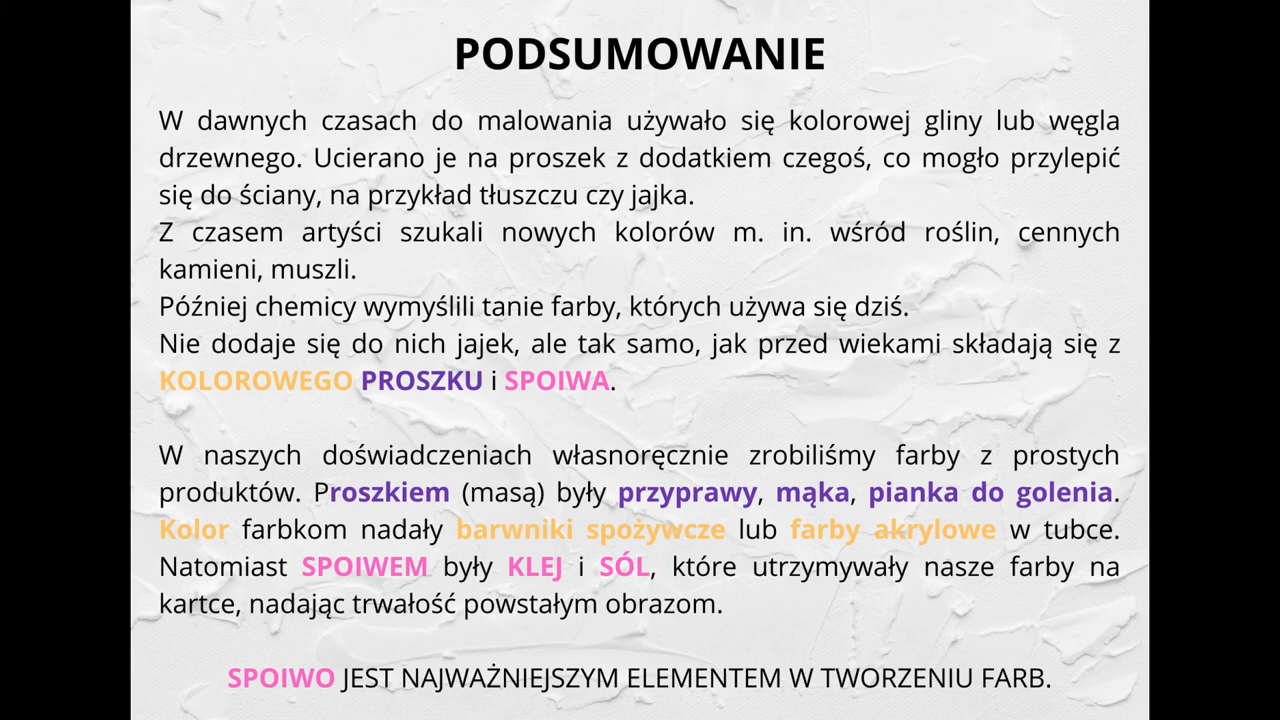 PODSUMOWANIE
W dawnych czasach do malowania używało się kolorowej gliny lub węgla
drzewnego. Ucierano je na proszek z dodatkiem czegoś, co mogło przylepić
się do ściany, na przykład tłuszczu czy jajka.
Z czasem artyści szukali nowych kolorów m. in. wśród roślin, cennych
kamieni, muszli.
Później chemicy wymyślili tanie farby, których używa się dziś.
Nie dodaje się do nich jajek, ale tak samo, jak przed wiekami składają się z
KOLOROWEGO PROSZKU i SPOIWA.
W naszych doświadczeniach własnoręcznie zrobiliśmy farby z prostych
produktów. Proszkiem (masą) były przyprawy, mąka, pianka do golenia.
Kolor farbkom nadały barwniki spożywcze lub farby akrylowe w tubce.
Natomiast SPOIWEM były KLEJ i SÓL, które utrzymywały nasze farby na
kartce, nadając trwałość powstałym obrazom.
SPOIWO JEST NAJWAŻNIEJSZYM ELEMENTEM W TWORZENIU FARB.